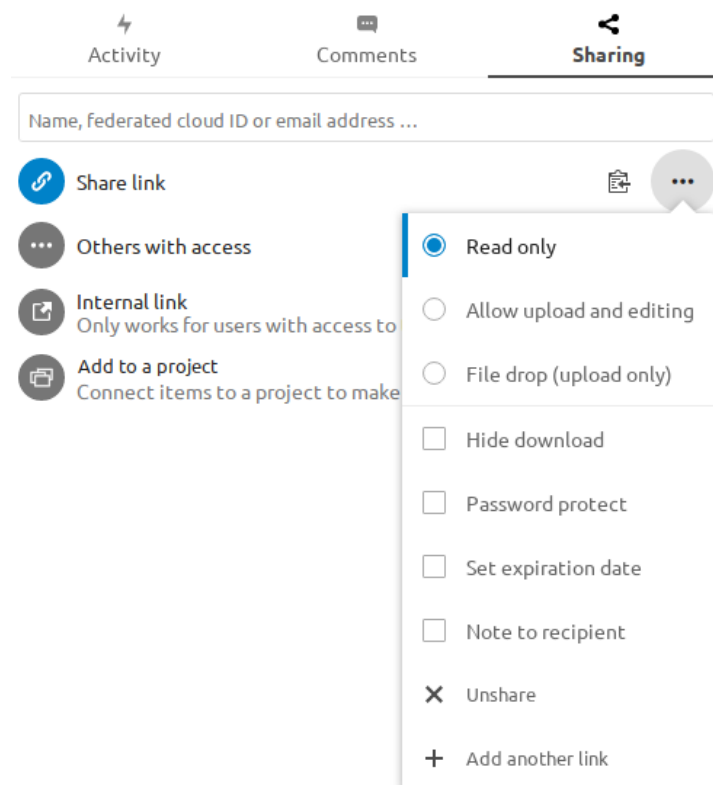 Activity
Comments
Sharing
Name, federated cloud ID or email address ...
Share link
Others with access
Internal link
Only works for users with access to
Add to a project
Connect items to a project to make
Read only
Allow upload and editing
File drop (upload only)
Hide download
Password protect
Set expiration date
Note to recipient
Unshare
Add another link